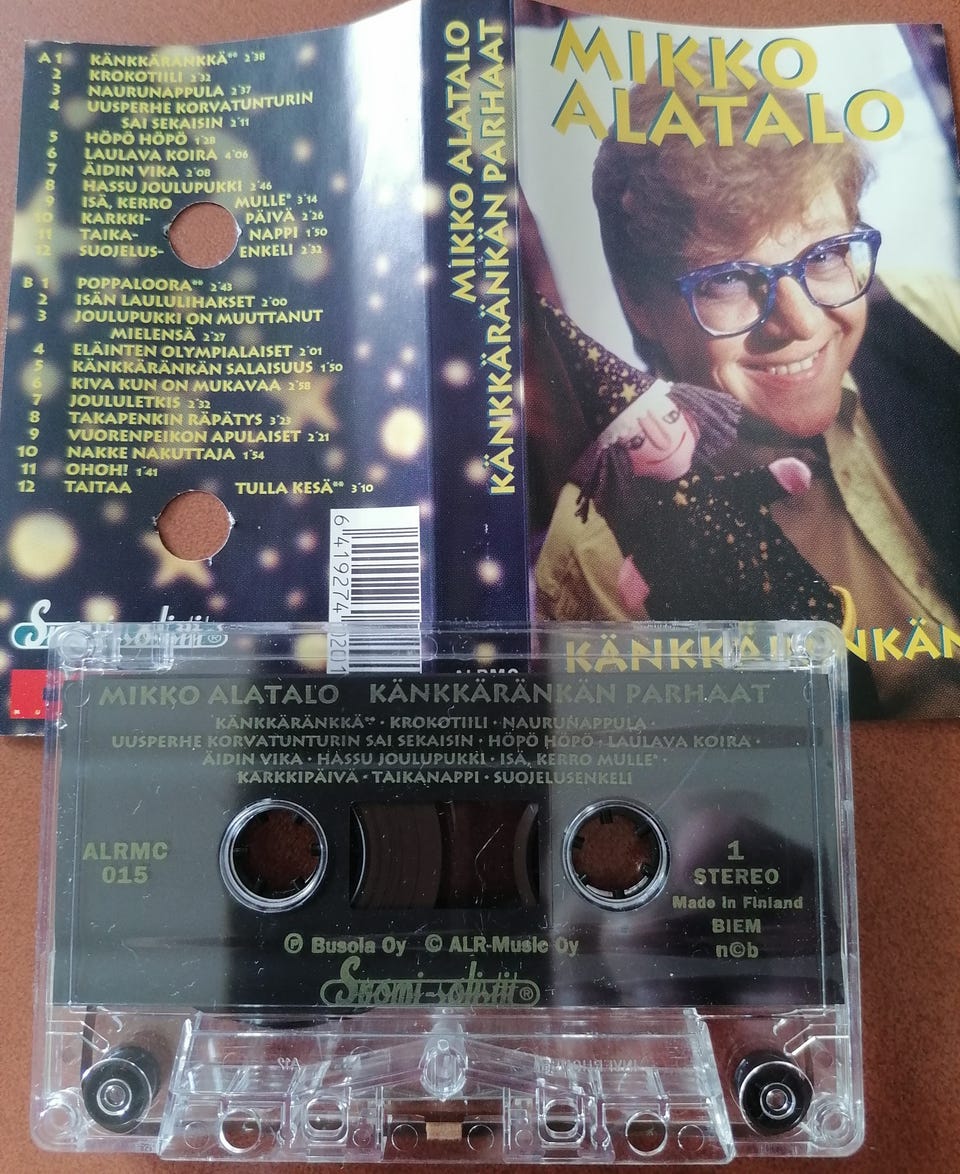 A 1 KÄNKKÄRÄNKKÄ** 2'38
2 KROKOTIILI 2'32
3 NAURUNAPPULA 2'37
4 UUSPERHE KORVATUNTURIN
SAI SEKAISIN 2'11
5 HÖPÖ HÖPÖ 1'28
6 LAULAVA KOIRA 4'06
7 ÄIDIN VIKA 2'08
8 HASSU JOULUPUKKI 2'46
9 ISÄ, KERRO MULLE* 3'14
10 KARKKI- PÄIVÄ 2'26
11 TAIKA- NAPPI 1'50
12 SUOJELUS- ENKELI 2'32
B 1 POPPALOORA** 2'43
2 ISÄN LAULULIHAKSET 2'00
3 JOULUPUKKI ON MUUTTANUT
MIELENSÄ 2'27
4 ELÄINTEN OLYMPIALAISET 2'01
5 KÄNKKÄRÄNKÄN SALAISUUS 1'50
6 KIVA KUN ON MUKAVAA 2'58
7 JOULULETKIS 2'32
8 TAKAPENKIN RÄPÄTYS 3'23
9 VUORENPEIKON APULAISET 2'21
10 NAKKE NAKUTTAJA 1'54
11 OHOH! 1'41
12 TAITAA TULLA KESÄ** 3'10
6 419274
Suomi-solistit®
MIKKO ALATALO
KÄNKKÄRÄNKÄN PARHAAT
MIKKO
ALATALO
ALRMC
MIKKO ALATALO KÄNKKÄRÄNKÄN PARHAAT
KÄNKKÄRÄNKKÄ** · KROKOTIILI · NAURUNAPPULA ·
UUSPERHE KORVATUNTURIN SAI SEKAISIN · HÖPÖ HÖPÖ · LAULAVA KOIRA ·
ÄIDIN VIKA · HASSU JOULUPUKKI · ISÄ, KERRO MULLE* ·
KARKKIPÄIVÄ · TAIKANAPPI · SUOJELUSENKELI
ALRMC
015
1
STEREO
Made in Finland
BIEM
n©b
Ⓟ Busola Oy © ALR-Music Oy
Suomi-solistit®